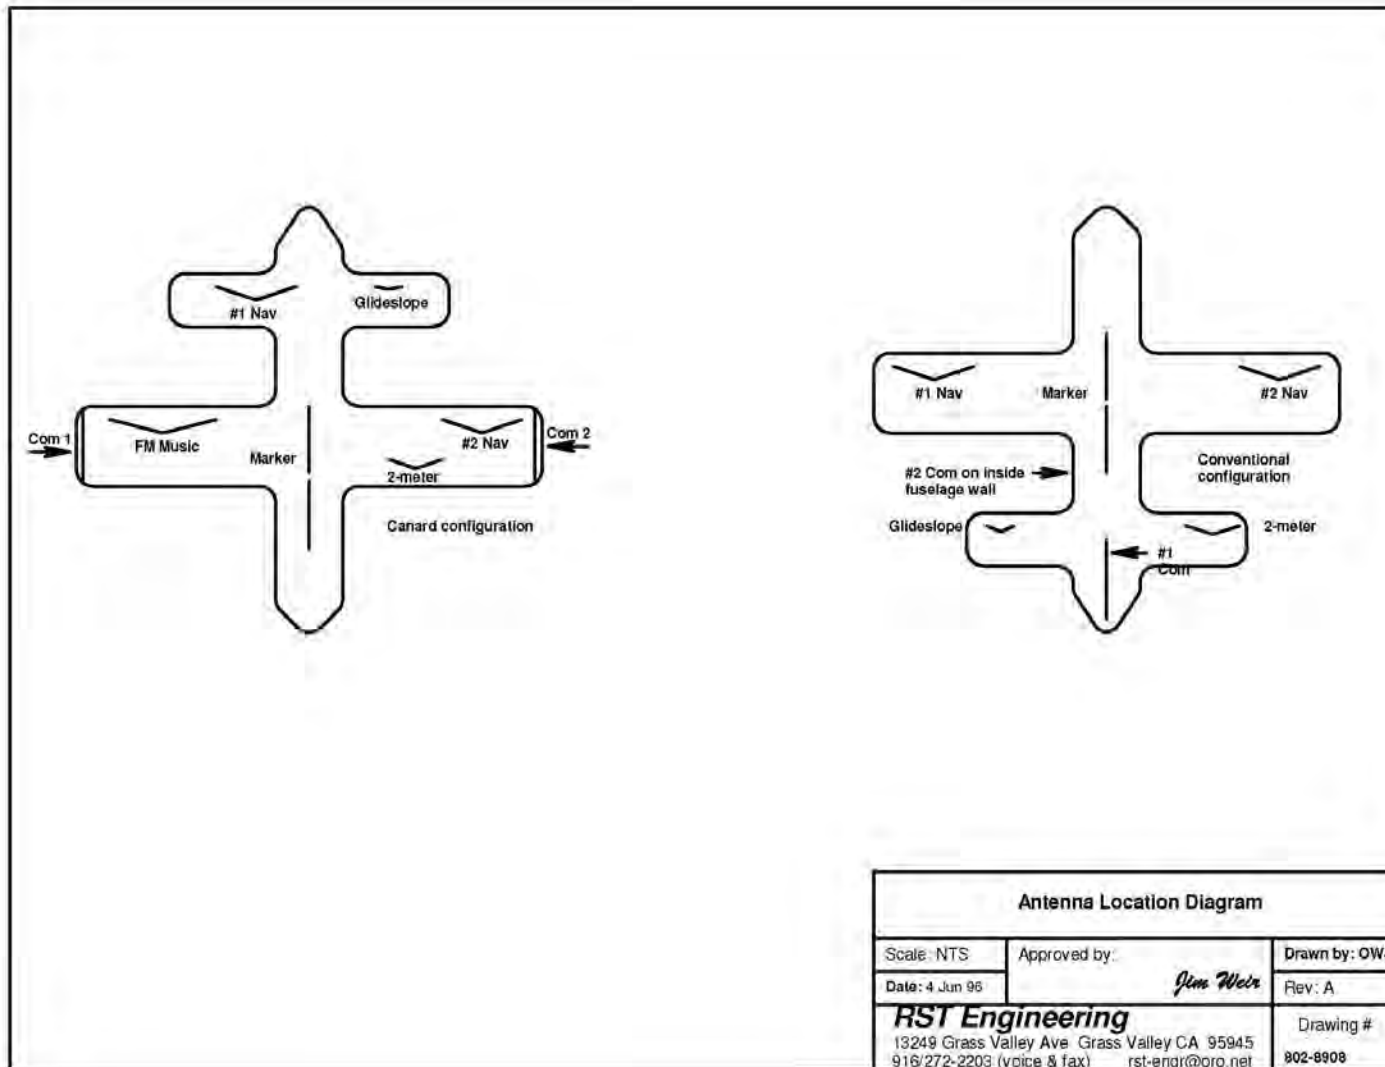 #1 Nav
Glideslope
Com 1
FM Music
Marker
#2 Nav
Com 2
2-meter
Canard configuration
#1 Nav
Marker
#2 Nav
#2 Com on inside
fuselage wall
Conventional
configuration
Glideslope
2-meter
#1
Com
Antenna Location Diagram
Scale: NTS
Approved by:
Jim Weir
Drawn by:
Date: 4 Jun 96
Rev: A
RST Engineering
13249 Grass Valley Ave Grass Valley CA 95945
916/272-2203 (voice & fax) rst-engr@oro.net
Drawing #
802-8908